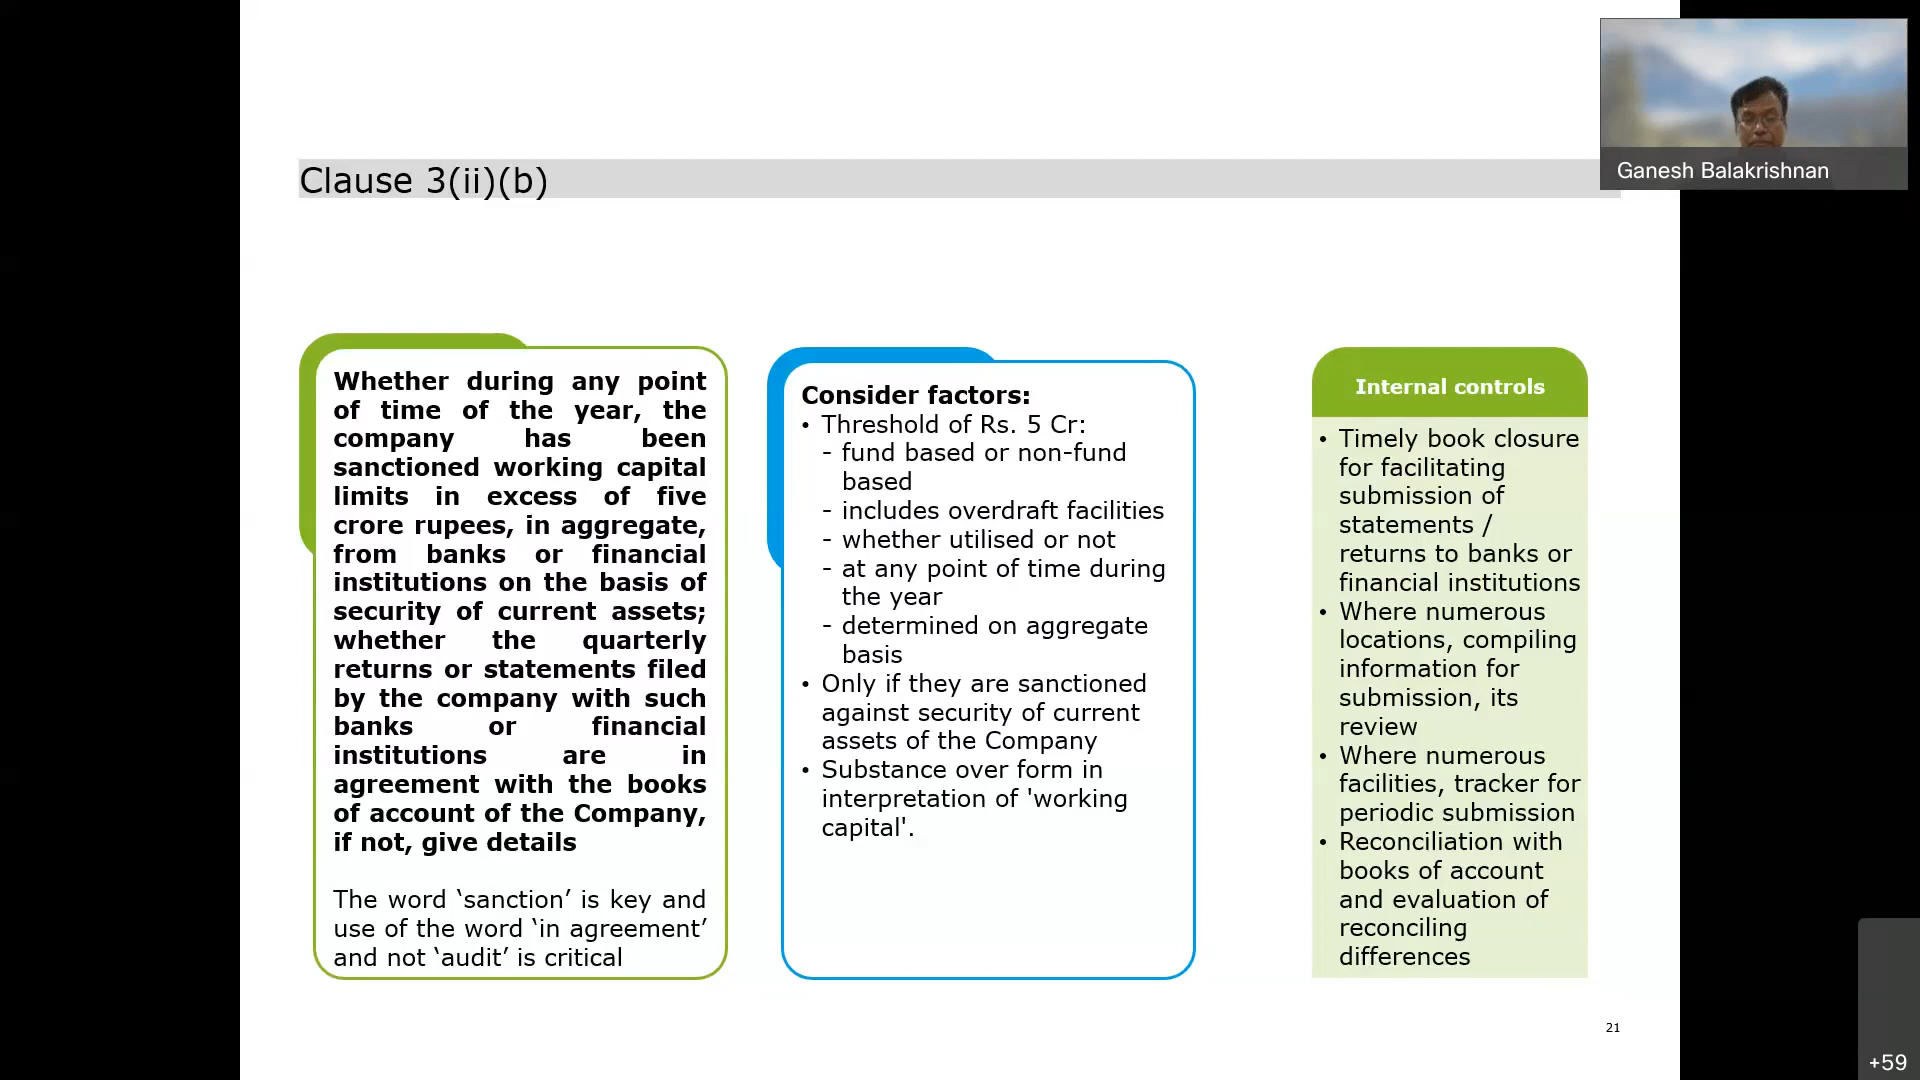 Ganesh Balakrishnan
Clause 3(ii)(b)
Whether during any point
of time of the year, the
company has been
sanctioned working capital
limits in excess of five
crore rupees, in aggregate,
from banks or financial
institutions on the basis of
security of current assets;
whether the quarterly
returns or statements filed
by the company with such
banks or financial
institutions are in
agreement with the books
of account of the Company,
if not, give details
The word ‘sanction’ is key and
use of the word ‘in agreement’
and not ‘audit’ is critical
Consider factors:
• Threshold of Rs. 5 Cr:
- fund based or non-fund
based
- includes overdraft facilities
- whether utilised or not
- at any point of time during
the year
- determined on aggregate
basis
• Only if they are sanctioned
against security of current
assets of the Company
• Substance over form in
interpretation of 'working
capital'.
Internal controls
• Timely book closure
for facilitating
submission of
statements /
returns to banks or
financial institutions
• Where numerous
locations, compiling
information for
submission, its
review
• Where numerous
facilities, tracker for
periodic submission
• Reconciliation with
books of account
and evaluation of
reconciling
differences
21
+59